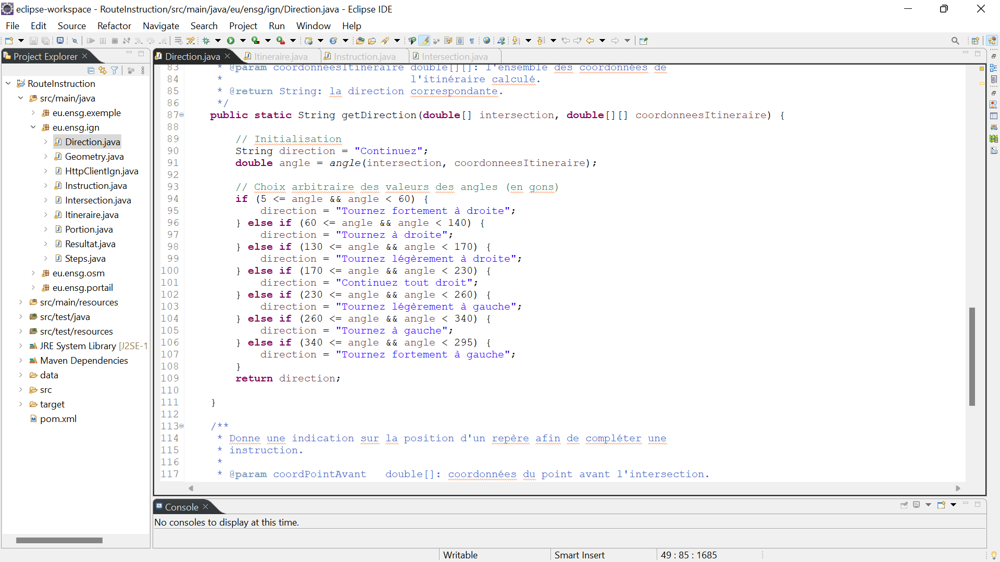 eclipse-workspace - RouteInstruction/src/main/java/eu/ensg/ign/Direction.java - Eclipse IDE
File Edit Source Refactor Navigate Search Project Run Window Help
Project Explorer
RouteInstruction
src/main/java
eu.ensg.exemple
eu.ensg.ign
Direction.java
Geometry.java
HttpClientIgn.java
Instruction.java
Intersection.java
Itineraire.java
Portion.java
Resultat.java
Steps.java
eu.ensg.osm
eu.ensg.portail
src/main/resources
src/test/java
src/test/resources
JRE System Library [J2SE-1
Maven Dependencies
data
src
target
pom.xml
Direction.java Itineraire.java Instruction.java Intersection.java
83 * @param coordonneesItineraire double[][]: l'ensemble des coordonnées de
84 * l'itinéraire calculé.
85 * @return String: la direction correspondante.
86 */
87 public static String getDirection(double[] intersection, double[][] coordonneesItineraire) {
88
89 // Initialisation
90 String direction = "Continuez";
91 double angle = angle(intersection, coordonneesItineraire);
92
93 // Choix arbitraire des valeurs des angles (en gons)
94 if (5 <= angle && angle < 60) {
95 direction = "Tournez fortement à droite";
96 } else if (60 <= angle && angle < 140) {
97 direction = "Tournez à droite";
98 } else if (130 <= angle && angle < 170) {
99 direction = "Tournez légèrement à droite";
100 } else if (170 <= angle && angle < 230) {
101 direction = "Continuez tout droit";
102 } else if (230 <= angle && angle < 260) {
103 direction = "Tournez légèrement à gauche";
104 } else if (260 <= angle && angle < 340) {
105 direction = "Tournez à gauche";
106 } else if (340 <= angle && angle < 295) {
107 direction = "Tournez fortement à gauche";
108 }
109 return direction;
110
111 }
112
113 /**
114 * Donne une indication sur la position d'un repère afin de compléter une
115 * instruction.
116 *
117 * @param coordPointAvant double[]: coordonnées du point avant l'intersection.
Console
No consoles to display at this time.
Writable Smart Insert 49 : 85 : 1685